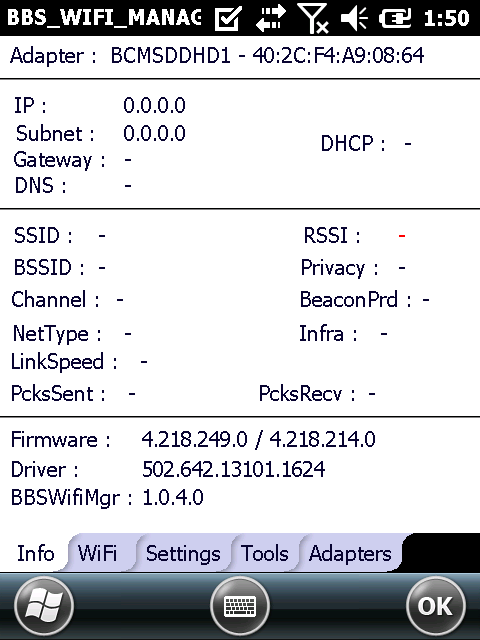 BBS_WIFI_MANAG 1:50
Adapter : BCMSDDHD1 - 40:2C:F4:A9:08:64
IP : 0.0.0.0
Subnet : 0.0.0.0 DHCP : -
Gateway : -
DNS : -
SSID : - RSSI : -
BSSID : - Privacy : -
Channel : - BeaconPrd : -
NetType : - Infra : -
LinkSpeed : -
PcksSent : - PcksRecv : -
Firmware : 4.218.249.0 / 4.218.214.0
Driver : 502.642.13101.1624
BBSWifiMgr : 1.0.4.0
Info WiFi Settings Tools Adapters
OK